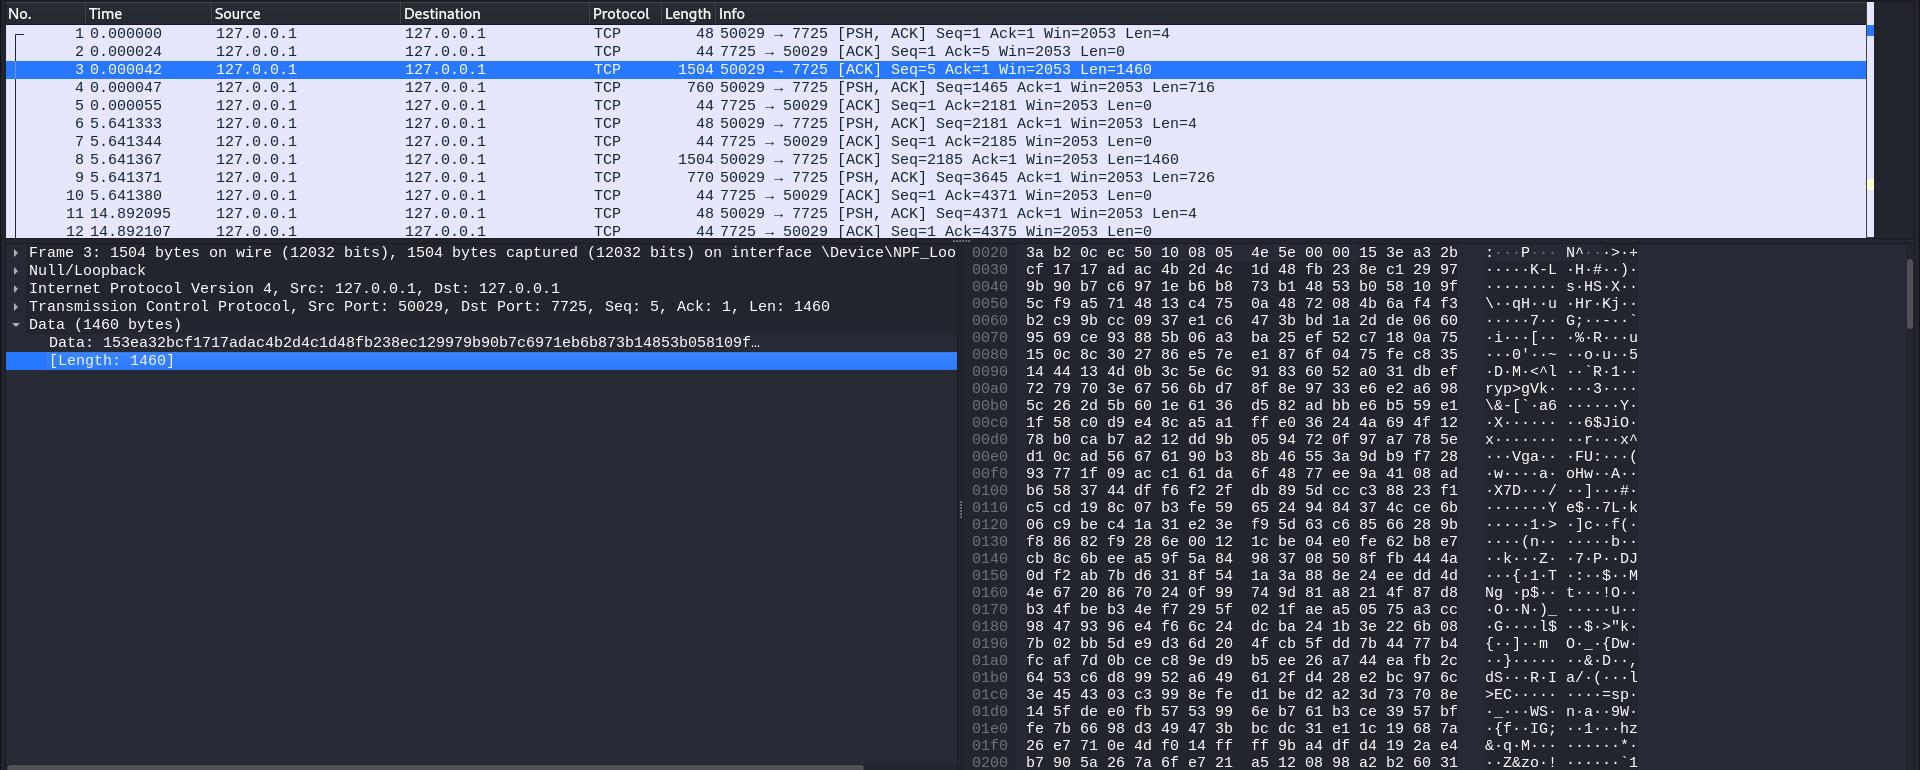 No. Time Source Destination Protocol Length Info
1 0.000000 127.0.0.1 127.0.0.1 TCP 48 50029 → 7725 [PSH, ACK] Seq=1 Ack=1 Win=2053 Len=4
2 0.000024 127.0.0.1 127.0.0.1 TCP 44 7725 → 50029 [ACK] Seq=1 Ack=5 Win=2053 Len=0
3 0.000042 127.0.0.1 127.0.0.1 TCP 1504 50029 → 7725 [ACK] Seq=5 Ack=1 Win=2053 Len=1460
4 0.000047 127.0.0.1 127.0.0.1 TCP 760 50029 → 7725 [PSH, ACK] Seq=1465 Ack=1 Win=2053 Len=716
5 0.000055 127.0.0.1 127.0.0.1 TCP 44 7725 → 50029 [ACK] Seq=1 Ack=2181 Win=2053 Len=0
6 5.641333 127.0.0.1 127.0.0.1 TCP 48 50029 → 7725 [PSH, ACK] Seq=2181 Ack=1 Win=2053 Len=4
7 5.641344 127.0.0.1 127.0.0.1 TCP 44 7725 → 50029 [ACK] Seq=1 Ack=2185 Win=2053 Len=0
8 5.641367 127.0.0.1 127.0.0.1 TCP 1504 50029 → 7725 [ACK] Seq=2185 Ack=1 Win=2053 Len=1460
9 5.641371 127.0.0.1 127.0.0.1 TCP 770 50029 → 7725 [PSH, ACK] Seq=3645 Ack=1 Win=2053 Len=726
10 5.641380 127.0.0.1 127.0.0.1 TCP 44 7725 → 50029 [ACK] Seq=1 Ack=4371 Win=2053 Len=0
11 14.892095 127.0.0.1 127.0.0.1 TCP 48 50029 → 7725 [PSH, ACK] Seq=4371 Ack=1 Win=2053 Len=4
12 14.892107 127.0.0.1 127.0.0.1 TCP 44 7725 → 50029 [ACK] Seq=1 Ack=4375 Win=2053 Len=0
Frame 3: 1504 bytes on wire (12032 bits), 1504 bytes captured (12032 bits) on interface \Device\NPF_Loo
Null/Loopback
Internet Protocol Version 4, Src: 127.0.0.1, Dst: 127.0.0.1
Transmission Control Protocol, Src Port: 50029, Dst Port: 7725, Seq: 5, Ack: 1, Len: 1460
Data (1460 bytes)
Data: 153ea32bcf1717adac4b2d4c1d48fb238ec129979b90b7c6971eb6b873b14853b058109f…
[Length: 1460]
0020 3a b2 0c ec 50 10 08 05 4e 5e 00 00 15 3e a3 2b :···P··· N^···>·+
0030 cf 17 17 ad ac 4b 2d 4c 1d 48 fb 23 8e c1 29 97 ·····K-L ·H·#··)·
0040 9b 90 b7 c6 97 1e b6 b8 73 b1 48 53 b0 58 10 9f ········ s·HS·X··
0050 5c f9 a5 71 48 13 c4 75 0a 48 72 08 4b 6a f4 f3 \··qH··u ·Hr·Kj··
0060 b2 c9 9b cc 09 37 e1 c6 47 3b bd 1a 2d de 06 60 ·····7·· G;··-··`
0070 95 69 ce 93 88 5b 06 a3 ba 25 ef 52 c7 18 0a 75 ·i···[·· ·%·R···u
0080 15 0c 8c 30 27 86 e5 7e e1 87 6f 04 75 fe c8 35 ···0'··~ ··o·u··5
0090 14 44 13 4d 0b 3c 5e 6c 91 83 60 52 a0 31 db ef ·D·M·<^l ··`R·1··
00a0 72 79 70 3e 67 56 6b d7 8f 8e 97 33 e6 e2 a6 98 ryp>gVk· ···3····
00b0 5c 26 2d 5b 60 1e 61 36 d5 82 ad bb e6 b5 59 e1 \&-[`·a6 ······Y·
00c0 1f 58 c0 d9 e4 8c a5 a1 ff e0 36 24 4a 69 4f 12 ·X······ ··6$JiO·
00d0 78 b0 ca b7 a2 12 dd 9b 05 94 72 0f 97 a7 78 5e x······· ··r···x^
00e0 d1 0c ad 56 67 61 90 b3 8b 46 55 3a 9d b9 f7 28 ···Vga·· ·FU:···(
00f0 93 77 1f 09 ac c1 61 da 6f 48 77 ee 9a 41 08 ad ·w····a· oHw··A··
0100 b6 58 37 44 df f6 f2 2f db 89 5d cc c3 88 23 f1 ·X7D···/ ··]···#·
0110 c5 cd 19 8c 07 b3 fe 59 65 24 94 84 37 4c ce 6b ·······Y e$··7L·k
0120 06 c9 be c4 1a 31 e2 3e f9 5d 63 c6 85 66 28 9b ·····1·> ·]c··f(·
0130 f8 86 82 f9 28 6e 00 12 1c be 04 e0 fe 62 b8 e7 ····(n·· ·····b··
0140 cb 8c 6b ee a5 9f 5a 84 98 37 08 50 8f fb 44 4a ··k···Z· ·7·P··DJ
0150 0d f2 ab 7b d6 31 8f 54 1a 3a 88 8e 24 ee dd 4d ···{·1·T ·:··$··M
0160 4e 67 20 86 70 24 0f 99 74 9d 81 a8 21 4f 87 d8 Ng ·p$·· t···!O··
0170 b3 4f be b3 4e f7 29 5f 02 1f ae a5 05 75 a3 cc ·O··N·)_ ·····u··
0180 98 47 93 96 e4 f6 6c 24 dc ba 24 1b 3e 22 6b 08 ·G····l$ ··$·>"k·
0190 7b 02 bb 5d e9 d3 6d 20 4f cb 5f dd 7b 44 77 b4 {··]··m O·_·{Dw·
01a0 fc af 7d 0b ce c8 9e d9 b5 ee 26 a7 44 ea fb 2c ··}····· ··&·D··,
01b0 64 53 c6 d8 99 52 a6 49 61 2f d4 28 e2 bc 97 6c dS···R·I a/·(···l
01c0 3e 45 43 03 c3 99 8e fe d1 be d2 a2 3d 73 70 8e >EC····· ····=sp·
01d0 14 5f de e0 fb 57 53 99 6e b7 61 b3 ce 39 57 bf ·_···WS· n·a··9W·
01e0 fe 7b 66 98 d3 49 47 3b bc dc 31 e1 1c 19 68 7a ·{f··IG; ··1···hz
01f0 26 e7 71 0e 4d f0 14 ff ff 9b a4 df d4 19 2a e4 &·q·M··· ······*·
0200 b7 90 5a 26 7a 6f e7 21 a5 12 08 98 a2 b2 60 31 ··Z&zo·! ······`1